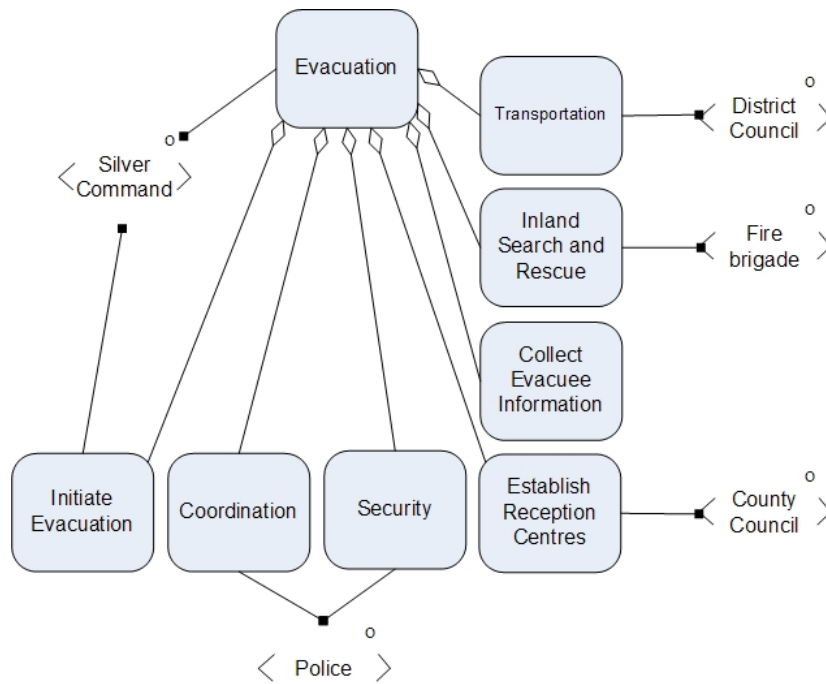 Evacuation
Transportation
o
District
Council
o
Silver
Command
Inland
Search and
Rescue
o
Fire
brigade
Collect
Evacuee
Information
Initiate
Evacuation
Coordination
Security
Establish
Reception
Centres
o
County
Council
o
Police